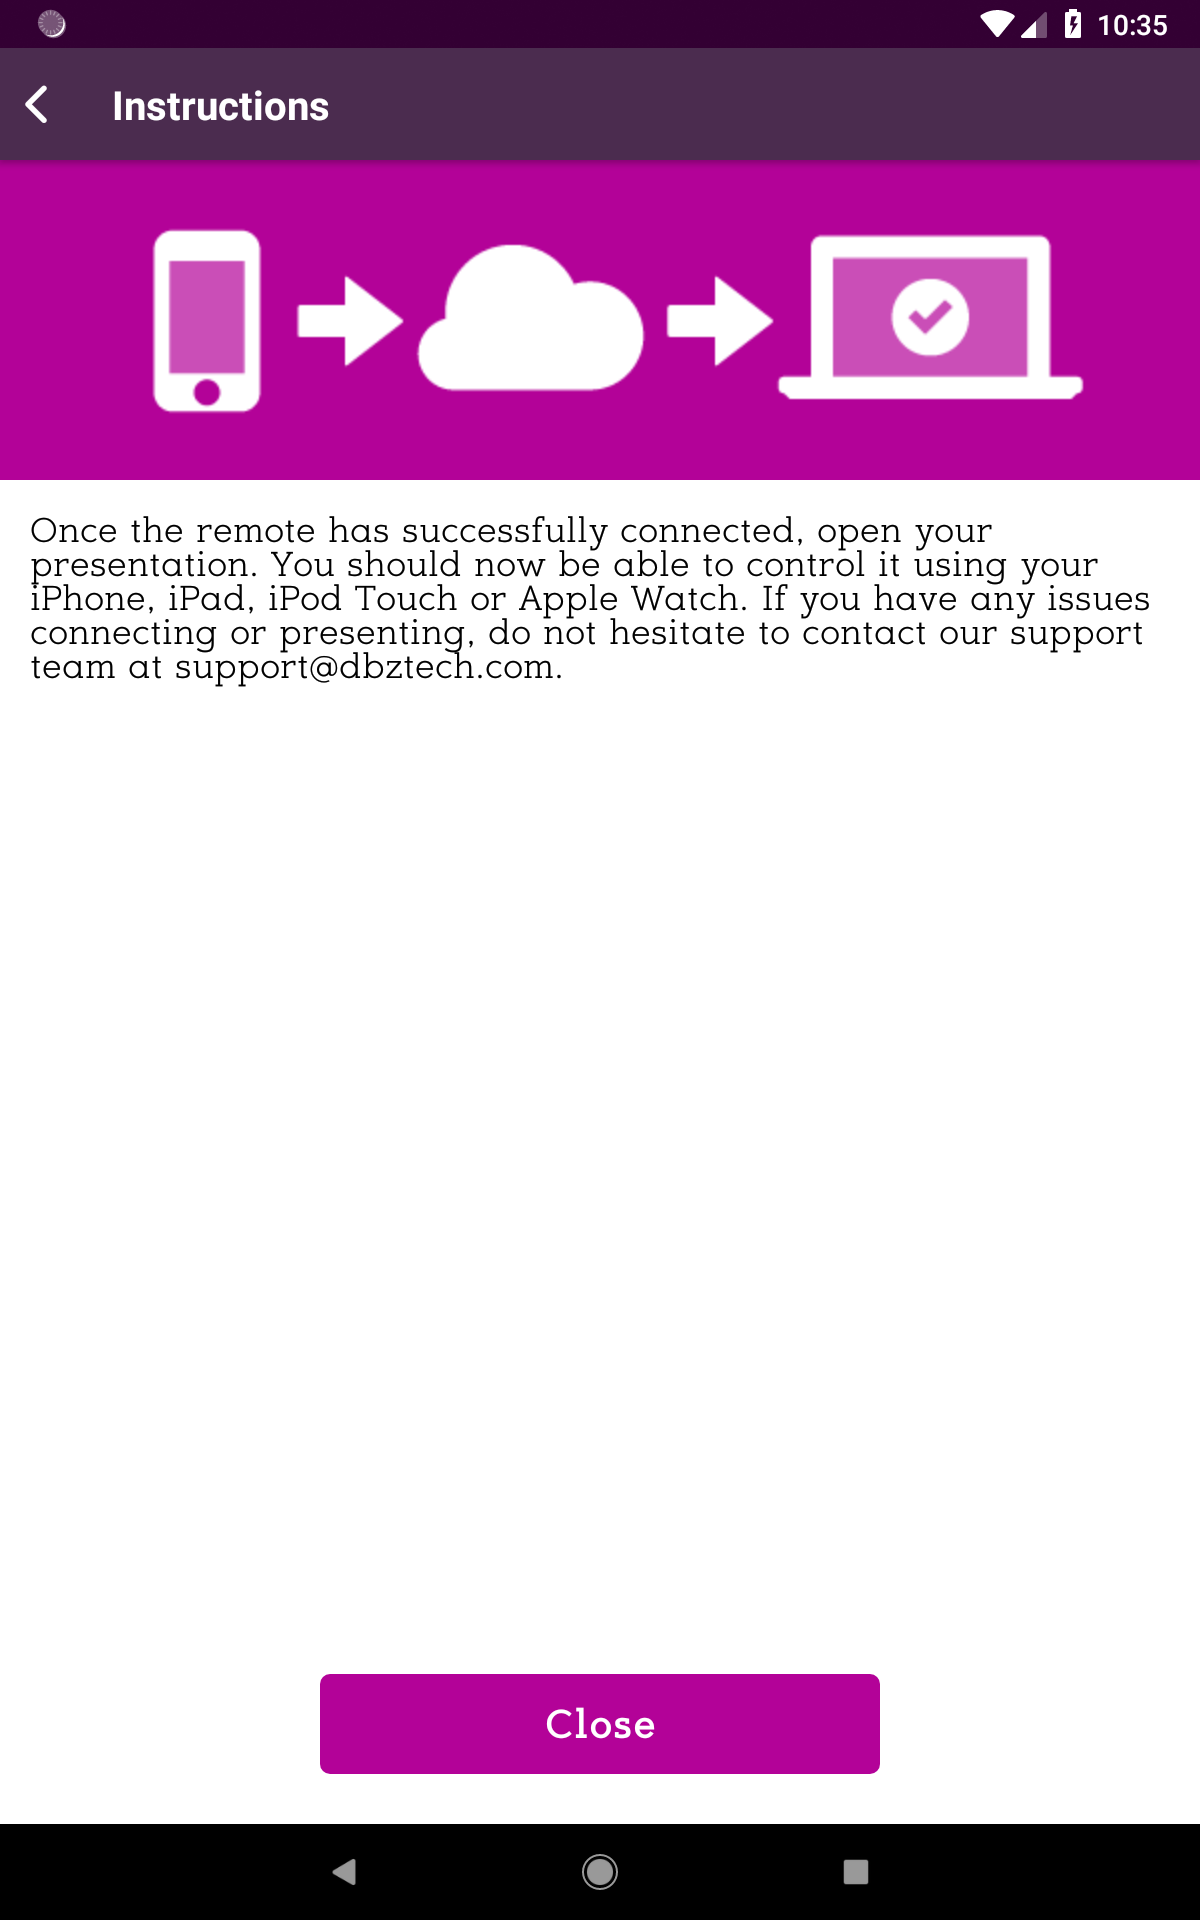 10:35
Instructions
Once the remote has successfully connected, open your
presentation. You should now be able to control it using your
iPhone, iPad, iPod Touch or Apple Watch. If you have any issues
connecting or presenting, do not hesitate to contact our support
team at support@dbztech.com.
Close